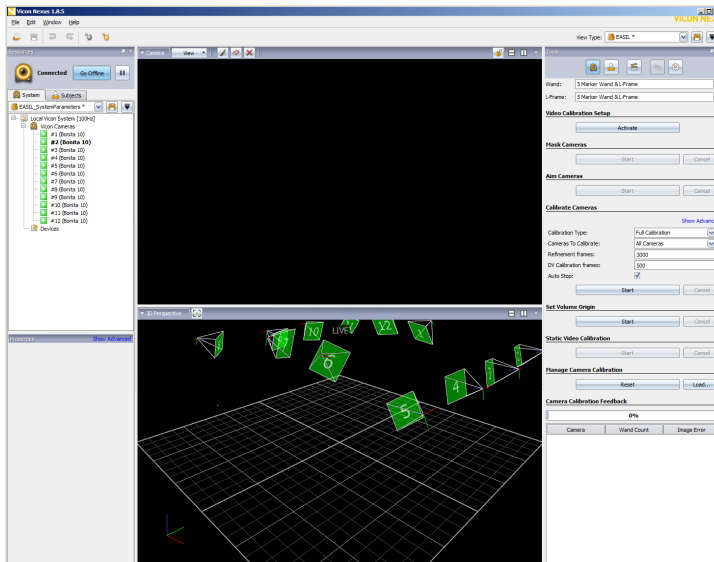 Vicon Nexus 1.8.5
VICON NEX
File Edit Window Help
View Type: EASIL *
Resources
Connected Go Offline
System Subjects
EASIL_SystemParameters *
Local Vicon System [100Hz]
Vicon Cameras
#1 (Bonita 10)
#2 (Bonita 10)
#3 (Bonita 10)
#4 (Bonita 10)
#5 (Bonita 10)
#6 (Bonita 10)
#7 (Bonita 10)
#8 (Bonita 10)
#9 (Bonita 10)
#10 (Bonita 10)
#11 (Bonita 10)
#12 (Bonita 10)
Devices
Properties Show Advanced
Camera View
3D Perspective
LIVE
10
12
6
5
4
Tools
Wand: 5 Marker Wand & L-Frame
L-Frame: 5 Marker Wand & L-Frame
Video Calibration Setup
Activate
Mask Cameras
Start Cancel
Aim Cameras
Start Cancel
Calibrate Cameras
Show Advanc
Calibration Type: Full Calibration
Cameras To Calibrate: All Cameras
Refinement frames: 3000
DV Calibration frames: 500
Auto Stop:
Start Cancel
Set Volume Origin
Start Cancel
Static Video Calibration
Start Cancel
Manage Camera Calibration
Reset Load...
Camera Calibration Feedback
0%
Camera Wand Count Image Error